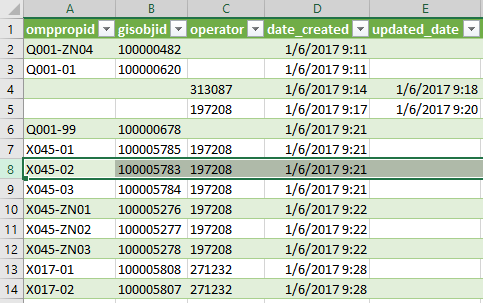 A B C D E
1 omppropid gisobjid operator date_created updated_date
2 Q001-ZN04 100000482 1/6/2017 9:11
3 Q001-01 100000620 1/6/2017 9:11
4 313087 1/6/2017 9:14 1/6/2017 9:18
5 197208 1/6/2017 9:17 1/6/2017 9:20
6 Q001-99 100000678 1/6/2017 9:21
7 X045-01 100005785 197208 1/6/2017 9:21
8 X045-02 100005783 197208 1/6/2017 9:21
9 X045-03 100005784 197208 1/6/2017 9:21
10 X045-ZN01 100005276 197208 1/6/2017 9:22
11 X045-ZN02 100005277 197208 1/6/2017 9:22
12 X045-ZN03 100005278 197208 1/6/2017 9:22
13 X017-01 100005808 271232 1/6/2017 9:28
14 X017-02 100005807 271232 1/6/2017 9:28